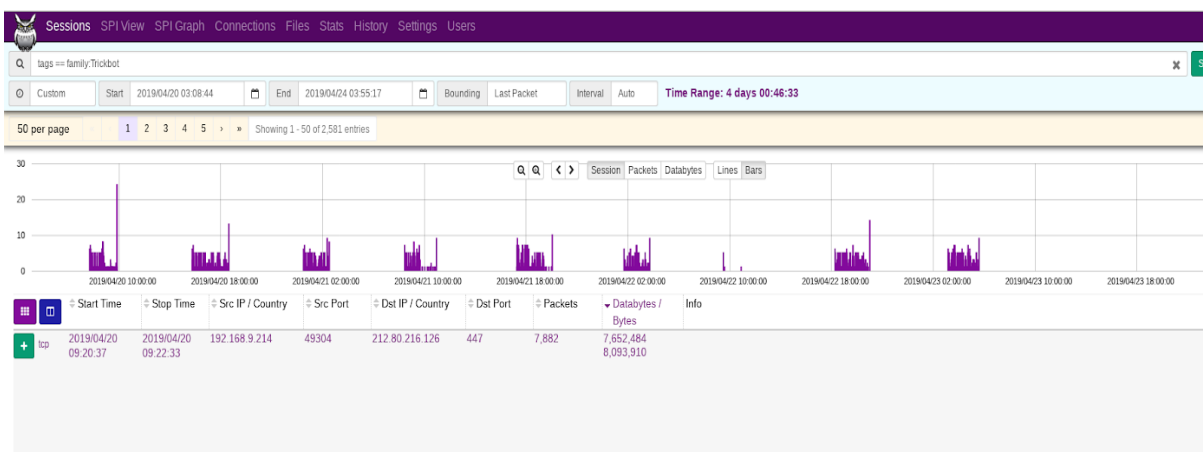 Sessions SPI View SPI Graph Connections Files Stats History Settings Users
tags == family:Trickbot
Custom Start 2019/04/20 03:08:44 End 2019/04/24 03:55:17 Bounding Last Packet Interval Auto Time Range: 4 days 00:46:33
50 per page 1 2 3 4 5 › » Showing 1 - 50 of 2,581 entries
Session Packets Databytes Lines Bars
30
20
10
0
2019/04/20 10:00:00 2019/04/20 18:00:00 2019/04/21 02:00:00 2019/04/21 10:00:00 2019/04/21 18:00:00 2019/04/22 02:00:00 2019/04/22 10:00:00 2019/04/22 18:00:00 2019/04/23 02:00:00 2019/04/23 10:00:00 2019/04/23 18:00:00
Start Time Stop Time Src IP / Country Src Port Dst IP / Country Dst Port Packets Databytes / Info
Bytes
+ tcp 2019/04/20 2019/04/20 192.168.9.214 49304 212.80.216.126 447 7,882 7,652,484
09:20:37 09:22:33 8,093,910